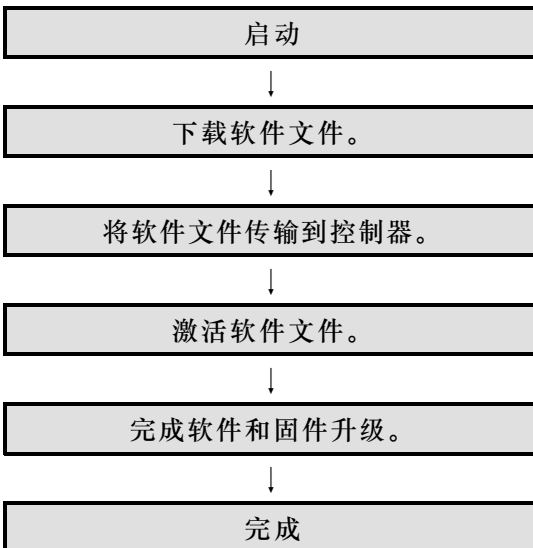 启动
下载软件文件。
将软件文件传输到控制器。
激活软件文件。
完成软件和固件升级。
完成